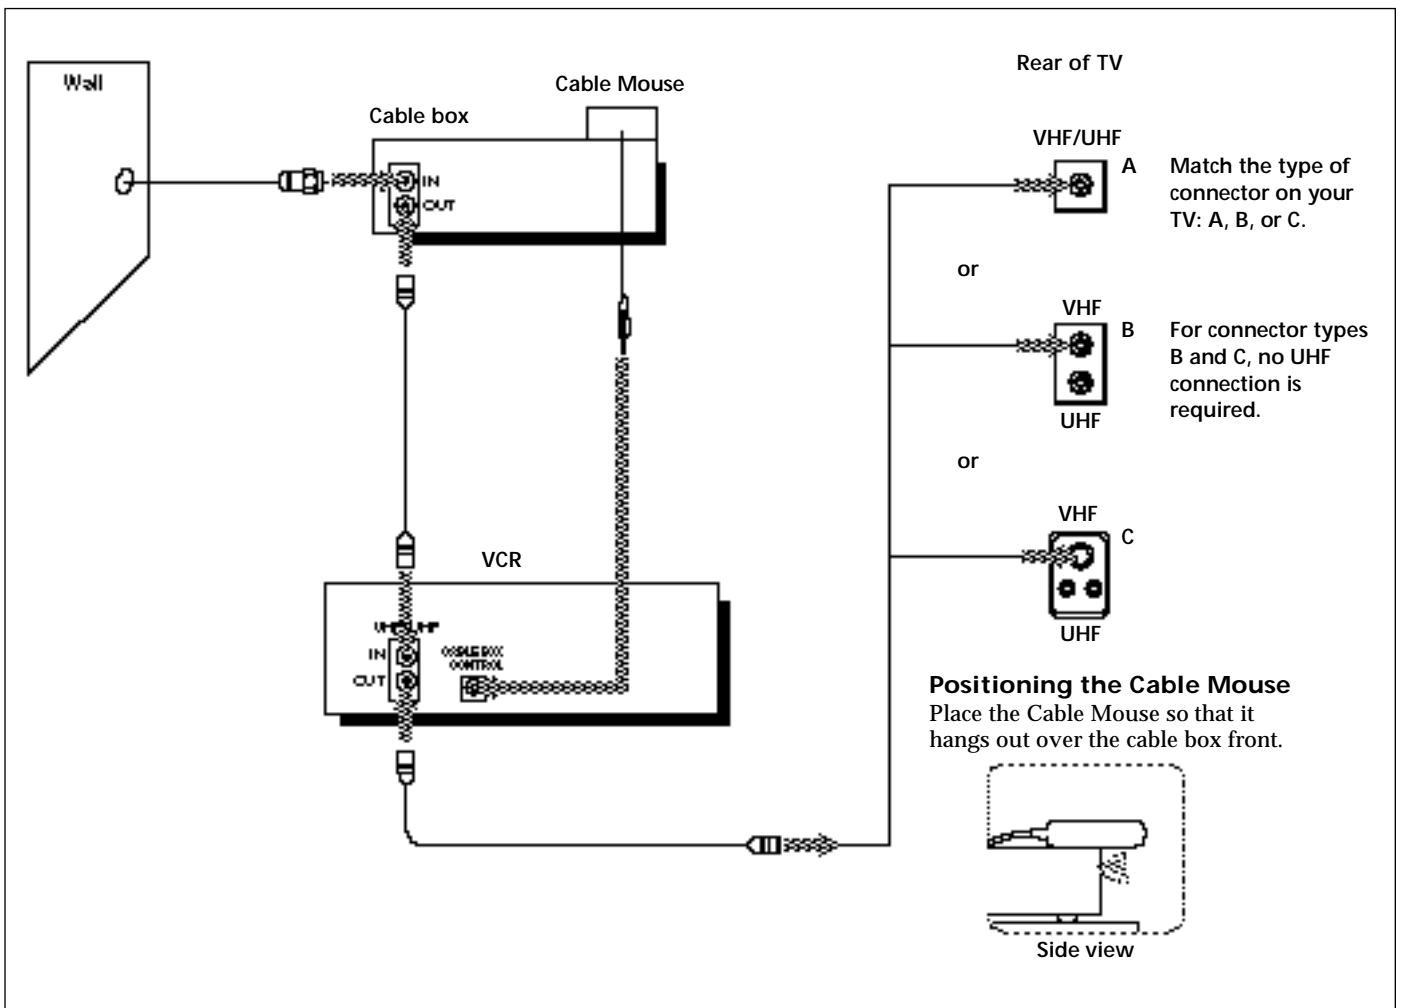 Rear of TV
Wall
Cable Mouse
Cable box
VHF/UHF
A
Match the type of
connector on your
TV: A, B, or C.
IN
OUT
or
VHF
B
For connector types
B and C, no UHF
connection is
required.
UHF
or
VHF
C
UHF
VCR
IN
OUT
CABLE BOX
CONTROL
Positioning the Cable Mouse
Place the Cable Mouse so that it
hangs out over the cable box front.
Side view